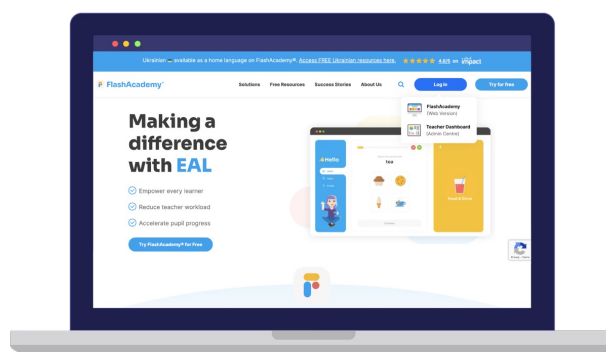 Ukrainian available as a home language on FlashAcademy®. Access FREE Ukrainian resources here. 4.8/5 on impact
FlashAcademy® Solutions Free Resources Success Stories About Us Log in Try for free
FlashAcademy
(Web Version)
Teacher Dashboard
(Admin Centre)
Making a
difference
with EAL
Empower every learner
Reduce teacher workload
Accelerate pupil progress
Try FlashAcademy® for Free
Hello
tea
Food & Drink